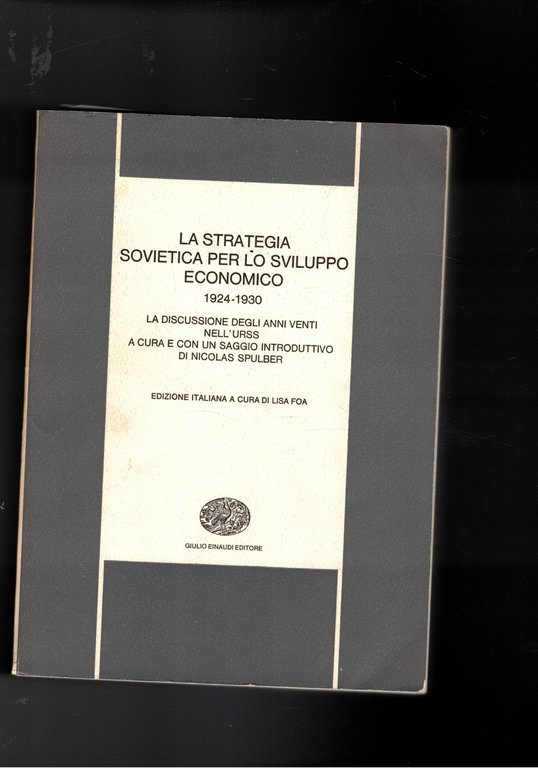 LA STRATEGIA
SOVIETICA PER LO SVILUPPO
ECONOMICO
1924-1930
LA DISCUSSIONE DEGLI ANNI VENTI
NELL'URSS
A CURA E CON UN SAGGIO INTRODUTTIVO
DI NICOLAS SPULBER
EDIZIONE ITALIANA A CURA DI LISA FOA
GIULIO EINAUDI EDITORE